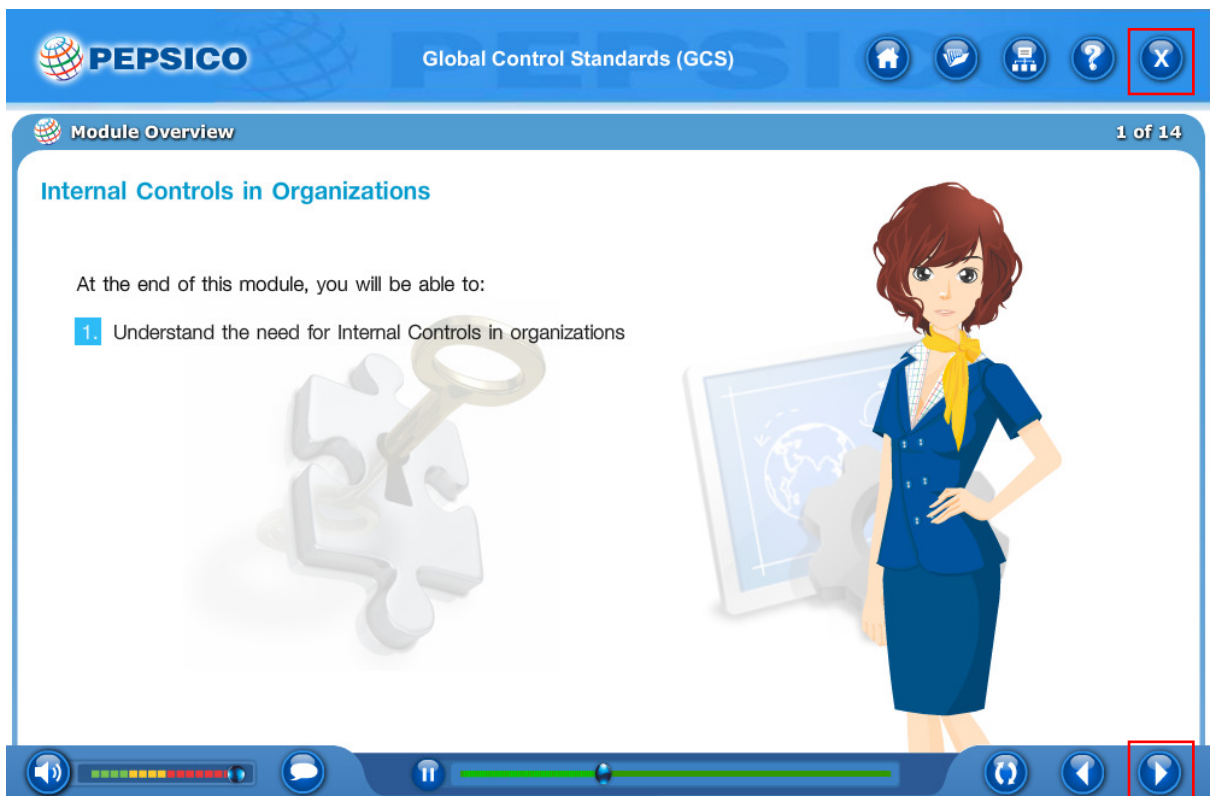 PEPSICO
Global Control Standards (GCS)
?
X
Module Overview
1 of 14
Internal Controls in Organizations
At the end of this module, you will be able to:
1. Understand the need for Internal Controls in organizations